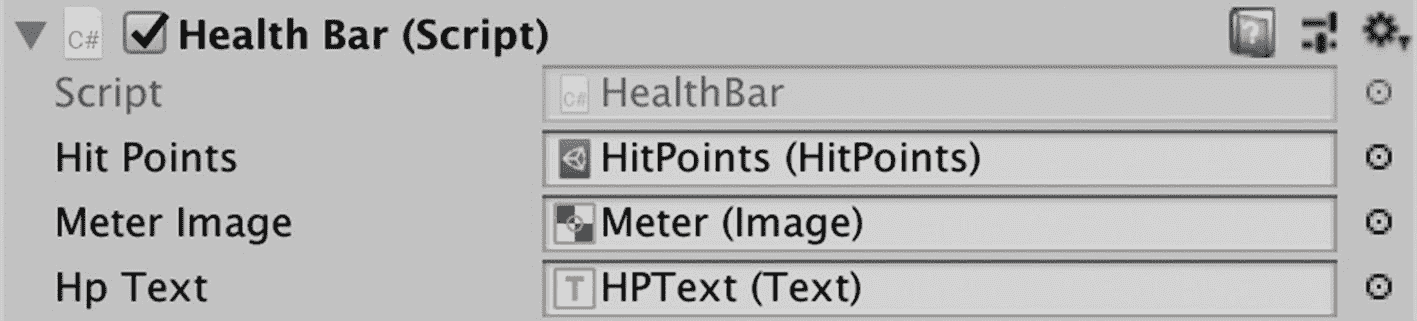 C# Health Bar (Script) ?
Script C# HealthBar
Hit Points HitPoints (HitPoints)
Meter Image Meter (Image)
Hp Text T HPText (Text)